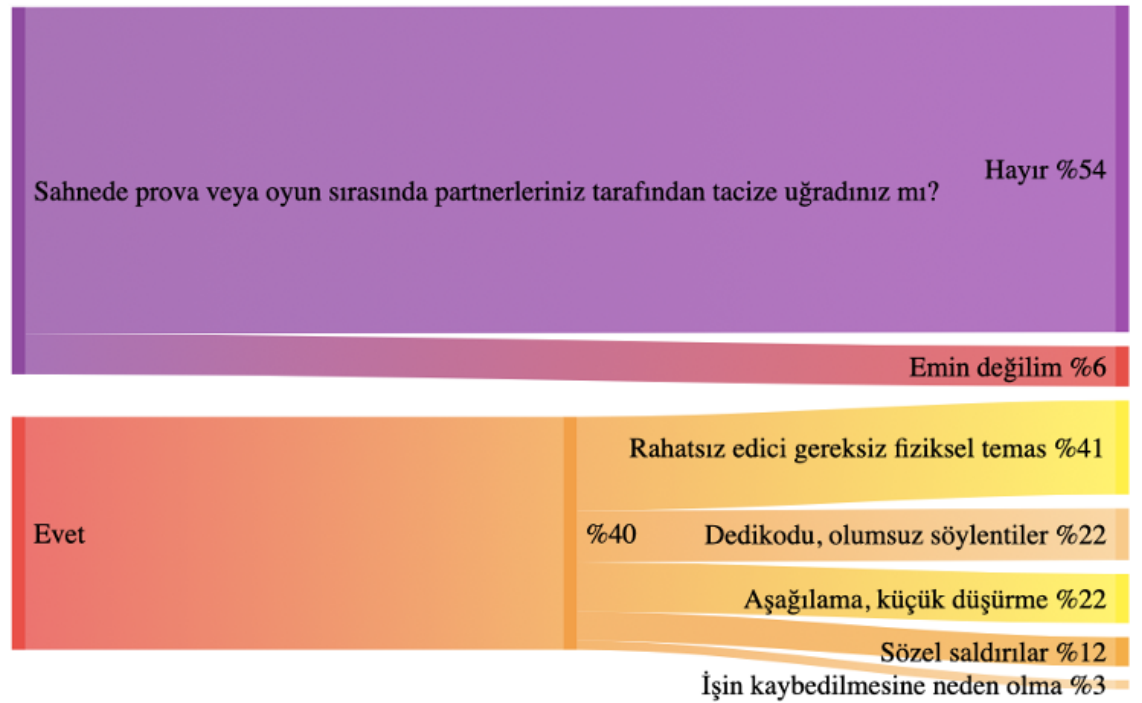 Hayır %54
Sahnede prova veya oyun sırasında partnerleriniz tarafından tacize uğradınız mı?
Emin değilim %6
Rahatsız edici gereksiz fiziksel temas %41
Evet
%40
Dedikodu, olumsuz söylentiler %22
Aşağılama, küçük düşürme %22
Sözel saldırılar %12
İşin kaybedilmesine neden olma %3